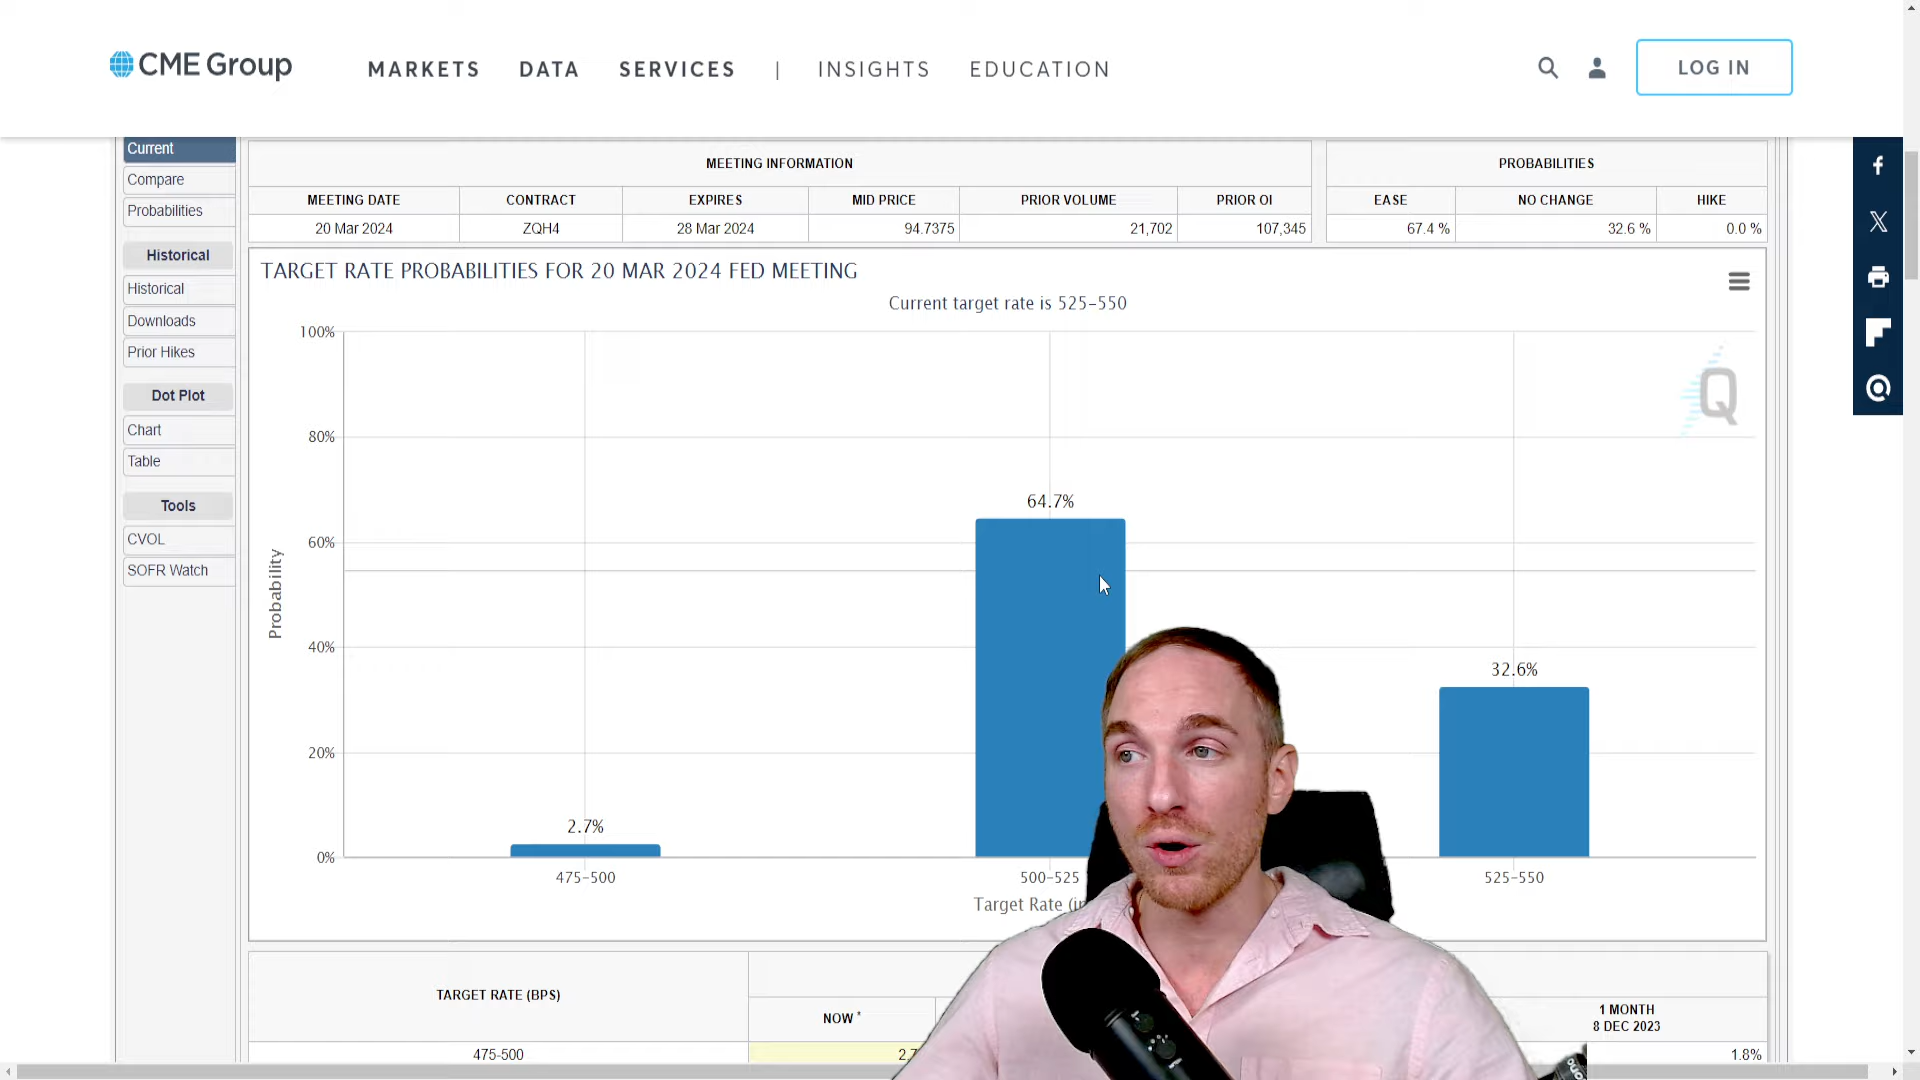 CME Group
MARKETS DATA SERVICES | INSIGHTS EDUCATION
LOG IN
Current
Compare
Probabilities
Historical
Historical
Downloads
Prior Hikes
Dot Plot
Chart
Table
Tools
CVOL
SOFR Watch
MEETING INFORMATION
MEETING DATE CONTRACT EXPIRES MID PRICE PRIOR VOLUME PRIOR OI
20 Mar 2024 ZQH4 28 Mar 2024 94.7375 21,702 107,345
PROBABILITIES
EASE NO CHANGE HIKE
67.4 % 32.6 % 0.0 %
TARGET RATE PROBABILITIES FOR 20 MAR 2024 FED MEETING
Current target rate is 525-550
100%
80%
60%
40%
20%
0%
Probability
2.7%
64.7%
32.6%
475-500 500-525 525-550
Target Rate
Q
TARGET RATE (BPS)
NOW *
1 MONTH
8 DEC 2023
475-500 1.8%